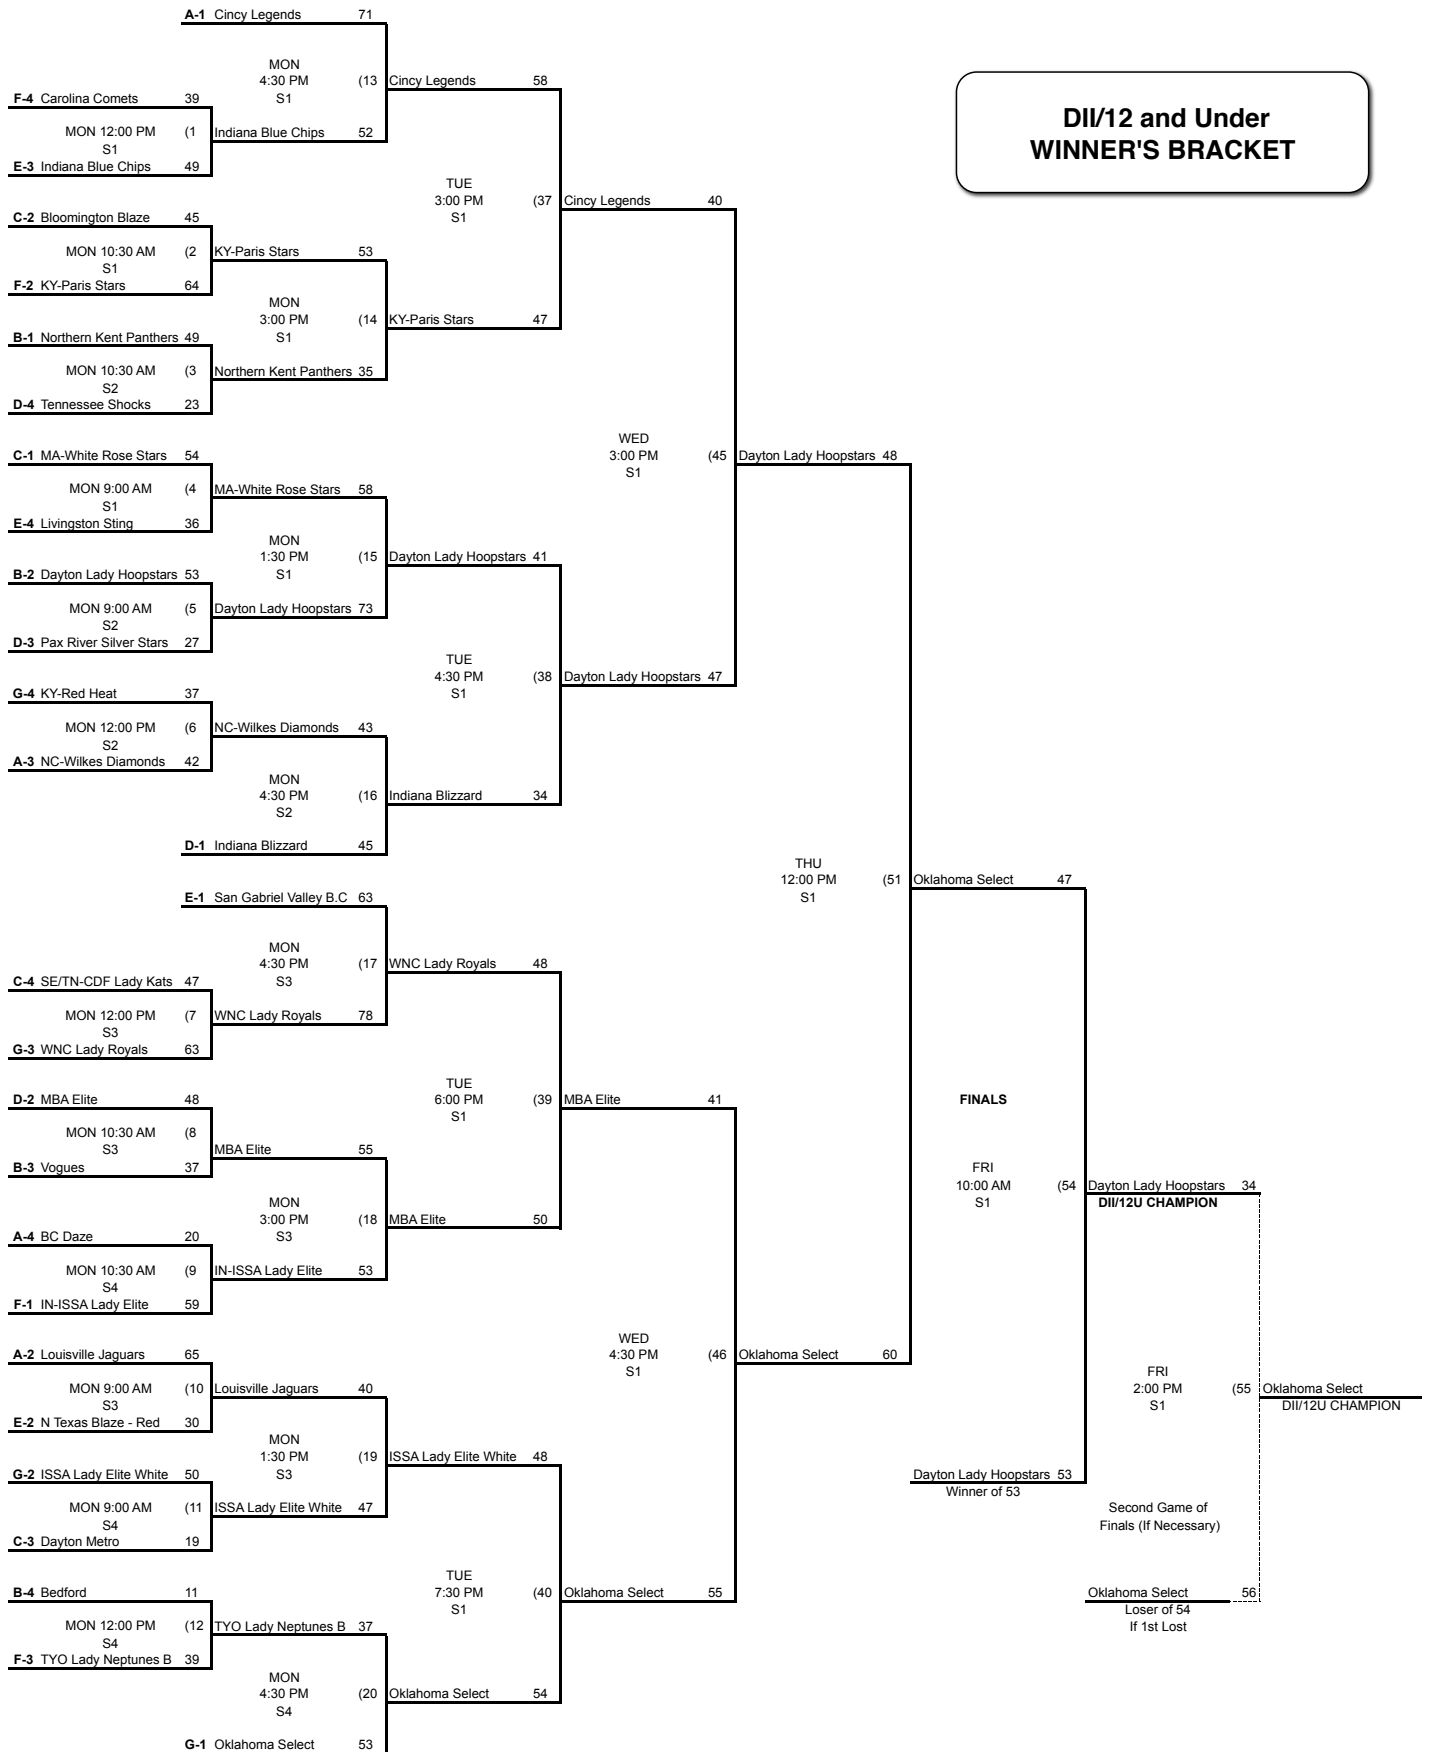 A-1 Cincy Legends 71
MON
4:30 PM (13 Cincy Legends 58
S1
DII/12 and Under
WINNER'S BRACKET
F-4 Carolina Comets 39
MON 12:00 PM (1 Indiana Blue Chips 52
S1
E-3 Indiana Blue Chips 49
TUE
3:00 PM (37 Cincy Legends 40
S1
C-2 Bloomington Blaze 45
MON 10:30 AM (2 KY-Paris Stars 53
S1
F-2 KY-Paris Stars 64
MON
3:00 PM (14 KY-Paris Stars 47
S1
B-1 Northern Kent Panthers 49
MON 10:30 AM (3 Northern Kent Panthers 35
S2
D-4 Tennessee Shocks 23
WED
3:00 PM (45 Dayton Lady Hoopstars 48
S1
C-1 MA-White Rose Stars 54
MON 9:00 AM (4 MA-White Rose Stars 58
S1
E-4 Livingston Sting 36
MON
1:30 PM (15 Dayton Lady Hoopstars 41
S1
B-2 Dayton Lady Hoopstars 53
MON 9:00 AM (5 Dayton Lady Hoopstars 73
S2
D-3 Pax River Silver Stars 27
TUE
4:30 PM (38 Dayton Lady Hoopstars 47
S1
G-4 KY-Red Heat 37
MON 12:00 PM (6 NC-Wilkes Diamonds 43
S2
A-3 NC-Wilkes Diamonds 42
MON
4:30 PM (16 Indiana Blizzard 34
S2
D-1 Indiana Blizzard 45
THU
12:00 PM (51 Oklahoma Select 47
S1
E-1 San Gabriel Valley B.C 63
MON
4:30 PM (17 WNC Lady Royals 48
S3
C-4 SE/TN-CDF Lady Kats 47
MON 12:00 PM (7 WNC Lady Royals 78
S3
G-3 WNC Lady Royals 63
TUE
6:00 PM (39 MBA Elite 41
S1
FINALS
D-2 MBA Elite 48
MON 10:30 AM (8
S3 MBA Elite 55
B-3 Vogues 37
FRI
10:00 AM (54 Dayton Lady Hoopstars 34
S1 DII/12U CHAMPION
MON
3:00 PM (18 MBA Elite 50
S3
A-4 BC Daze 20
MON 10:30 AM (9 IN-ISSA Lady Elite 53
S4
F-1 IN-ISSA Lady Elite 59
WED
4:30 PM (46 Oklahoma Select 60
S1
A-2 Louisville Jaguars 65
MON 9:00 AM (10 Louisville Jaguars 40
S3
E-2 N Texas Blaze - Red 30
FRI
2:00 PM (55 Oklahoma Select
S1 DII/12U CHAMPION
MON
1:30 PM (19 ISSA Lady Elite White 48
S3
G-2 ISSA Lady Elite White 50
Dayton Lady Hoopstars 53
Winner of 53
MON 9:00 AM (11 ISSA Lady Elite White 47
S4
C-3 Dayton Metro 19
Second Game of
Finals (If Necessary)
TUE
7:30 PM (40 Oklahoma Select 55
S1
Oklahoma Select 56
Loser of 54
If 1st Lost
B-4 Bedford 11
MON 12:00 PM (12 TYO Lady Neptunes B 37
S4
F-3 TYO Lady Neptunes B 39
MON
4:30 PM (20 Oklahoma Select 54
S4
G-1 Oklahoma Select 53